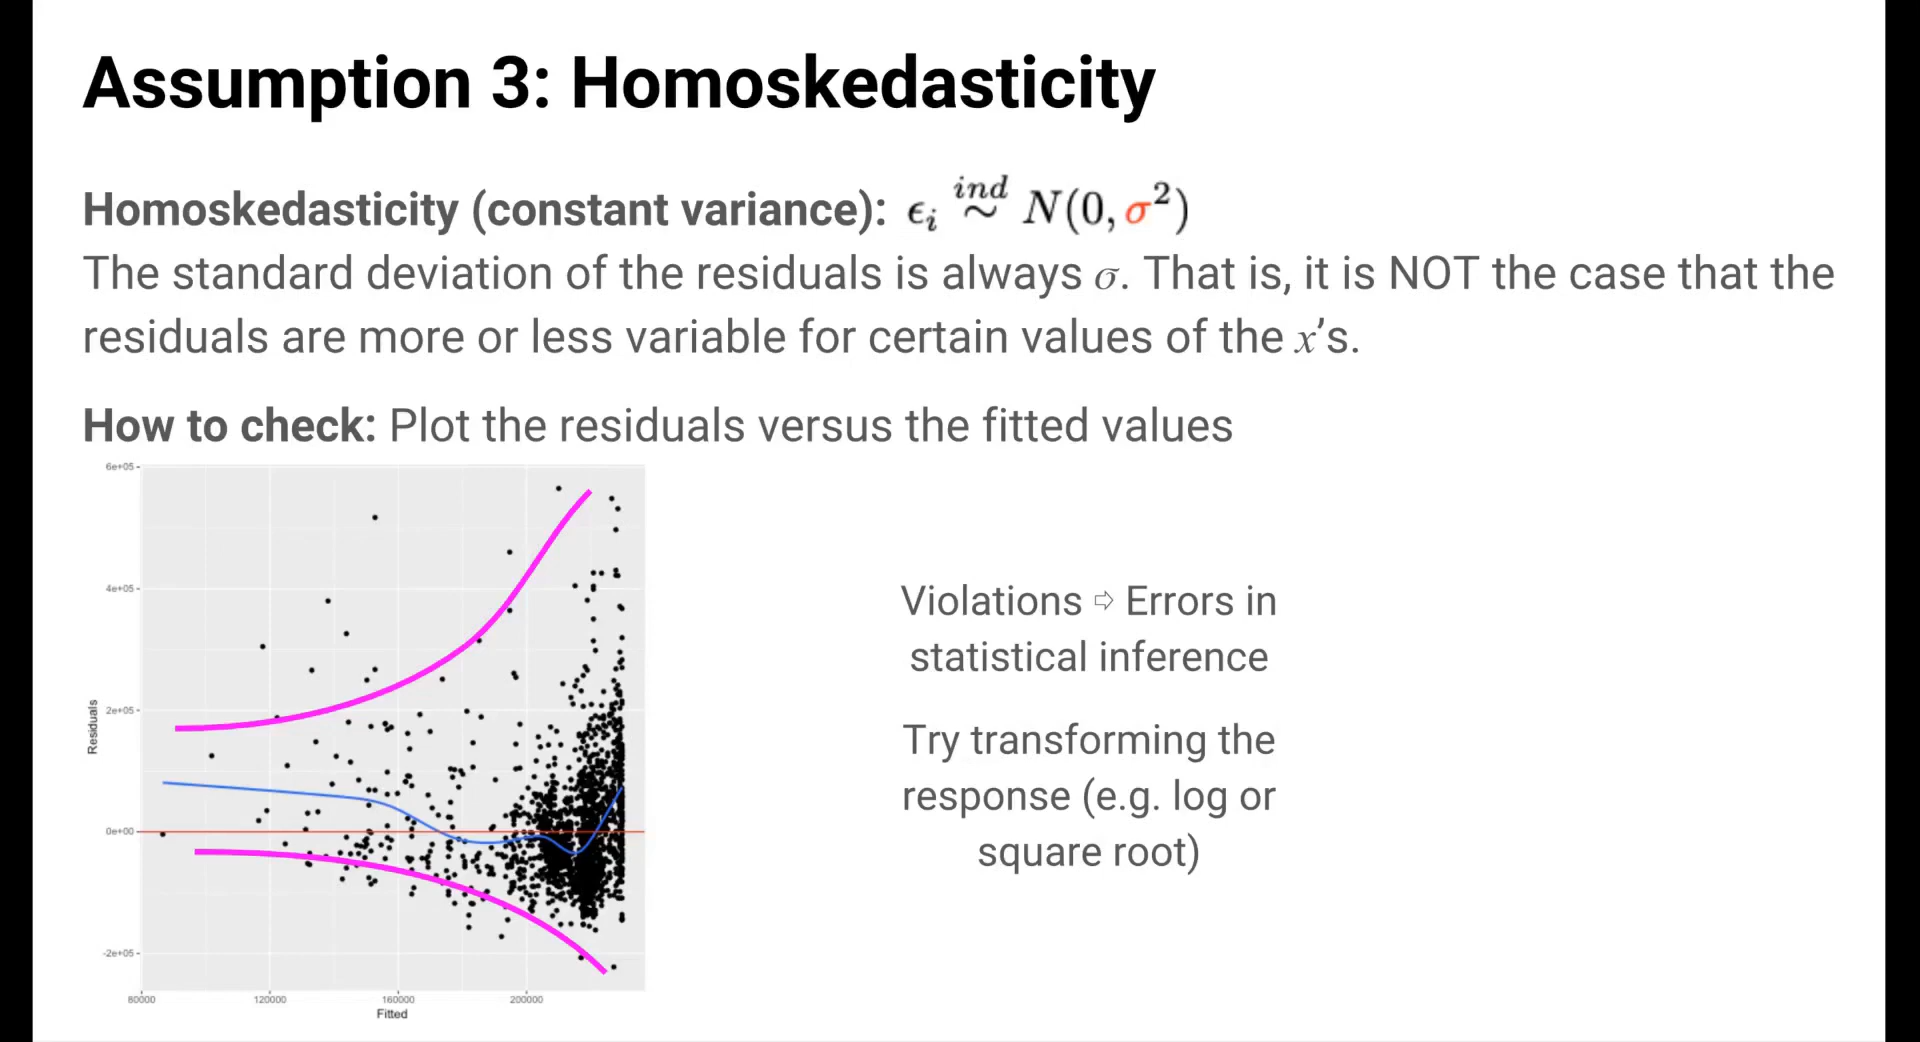 Assumption 3: Homoskedasticity
Homoskedasticity (constant variance): ϵᵢ ~ind N(0, σ²)
The standard deviation of the residuals is always σ. That is, it is NOT the case that the
residuals are more or less variable for certain values of the x’s.
How to check: Plot the residuals versus the fitted values
6e+05
4e+05
2e+05
0e+00
-2e+05
Residuals
80000 120000 160000 200000
Fitted
Violations ⇨ Errors in
statistical inference
Try transforming the
response (e.g. log or
square root)